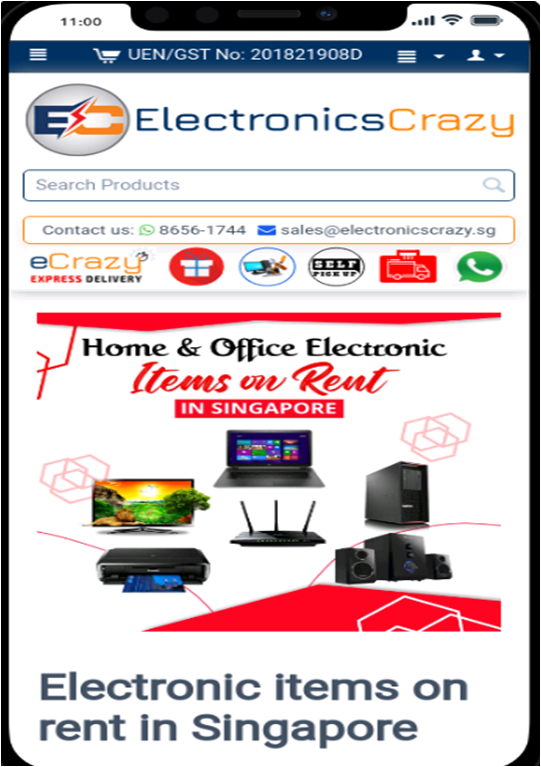 11:00
UEN/GST No: 201821908D
EC ElectronicsCrazy
Search Products
Contact us: 8656-1744 sales@electronicscrazy.sg
eCrazy
EXPRESS DELIVERY
SELF
PICK UP
Home & Office Electronic
Items on Rent
IN SINGAPORE
Electronic items on
rent in Singapore